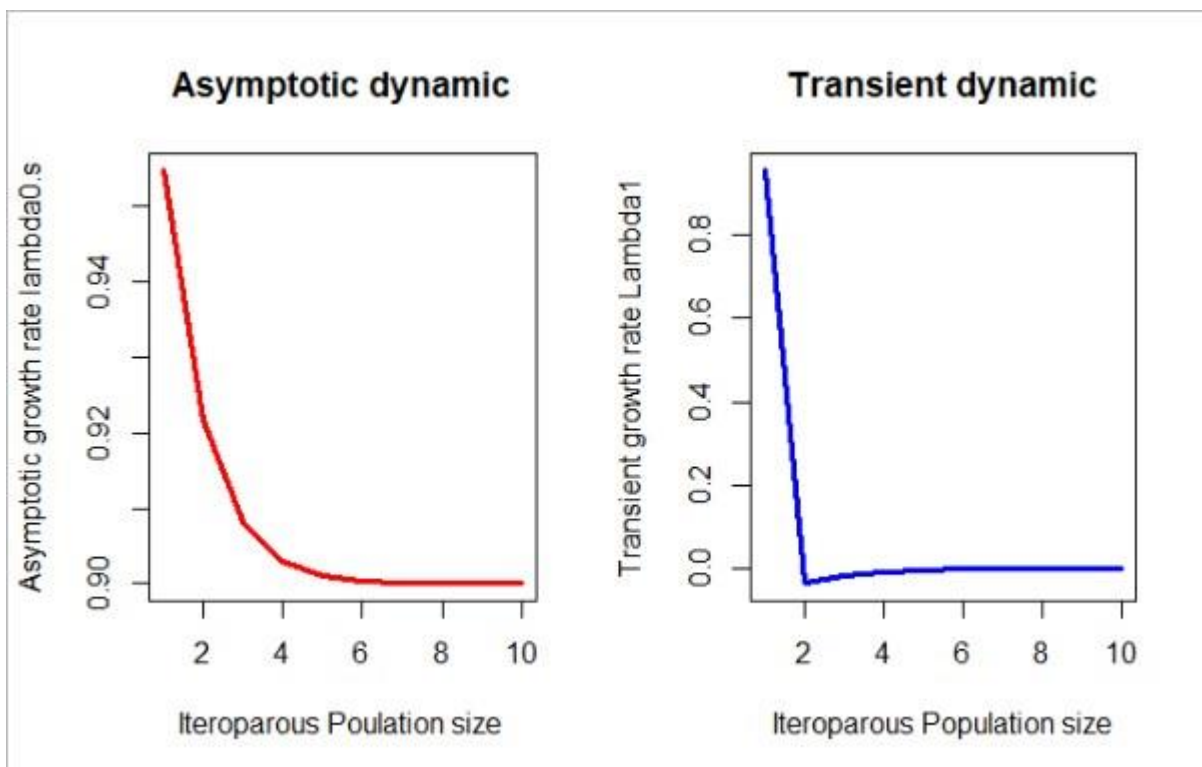 Asymptotic dynamic
Asymptotic growth rate lambda0.s
0.94
0.92
0.90
2 4 6 8 10
Iteroparous Poulation size
Transient dynamic
Transient growth rate Lambda1
0.8
0.6
0.4
0.2
0.0
2 4 6 8 10
Iteroparous Population size